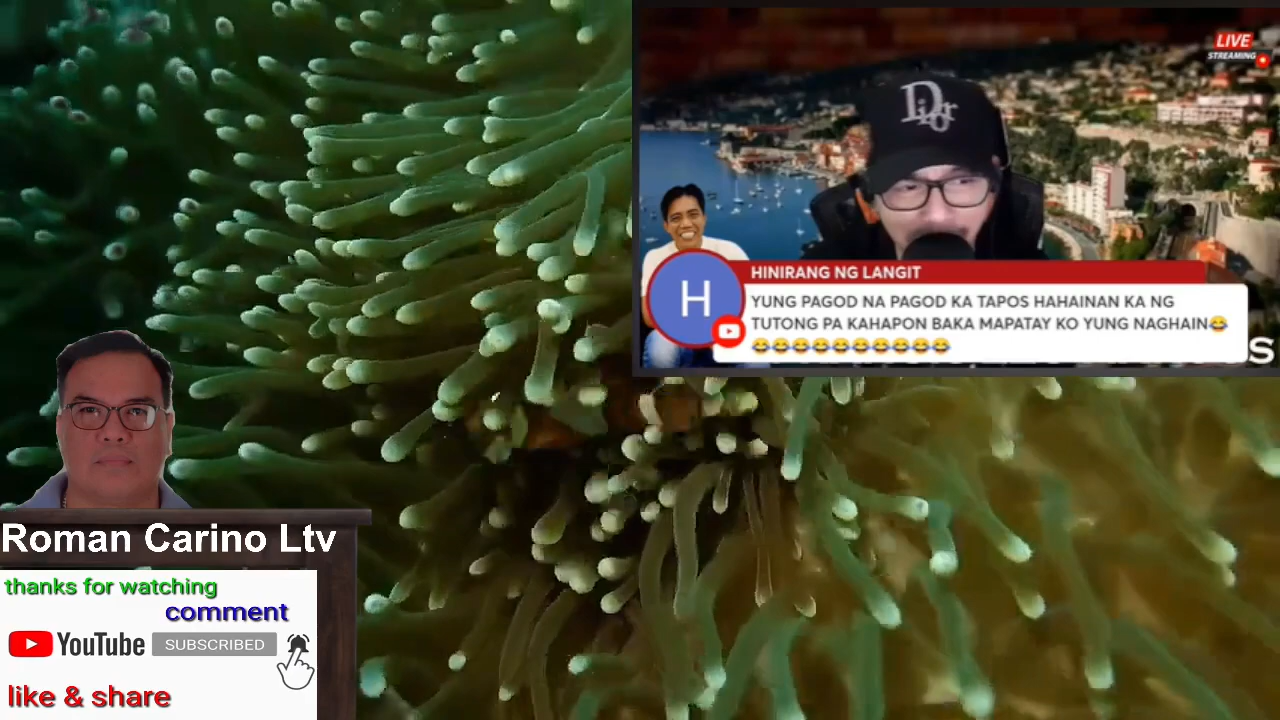 LIVE
STREAMING
Dior
HINIRANG NG LANGIT
H
YUNG PAGOD NA PAGOD KA TAPOS HAHAINAN KA NG
TUTONG PA KAHAPON BAKA MAPATAY KO YUNG NAGHAIN😂
😂😂😂😂😂😂😂😂😂😂
Roman Carino Ltv
thanks for watching
comment
YouTube SUBSCRIBED
like & share